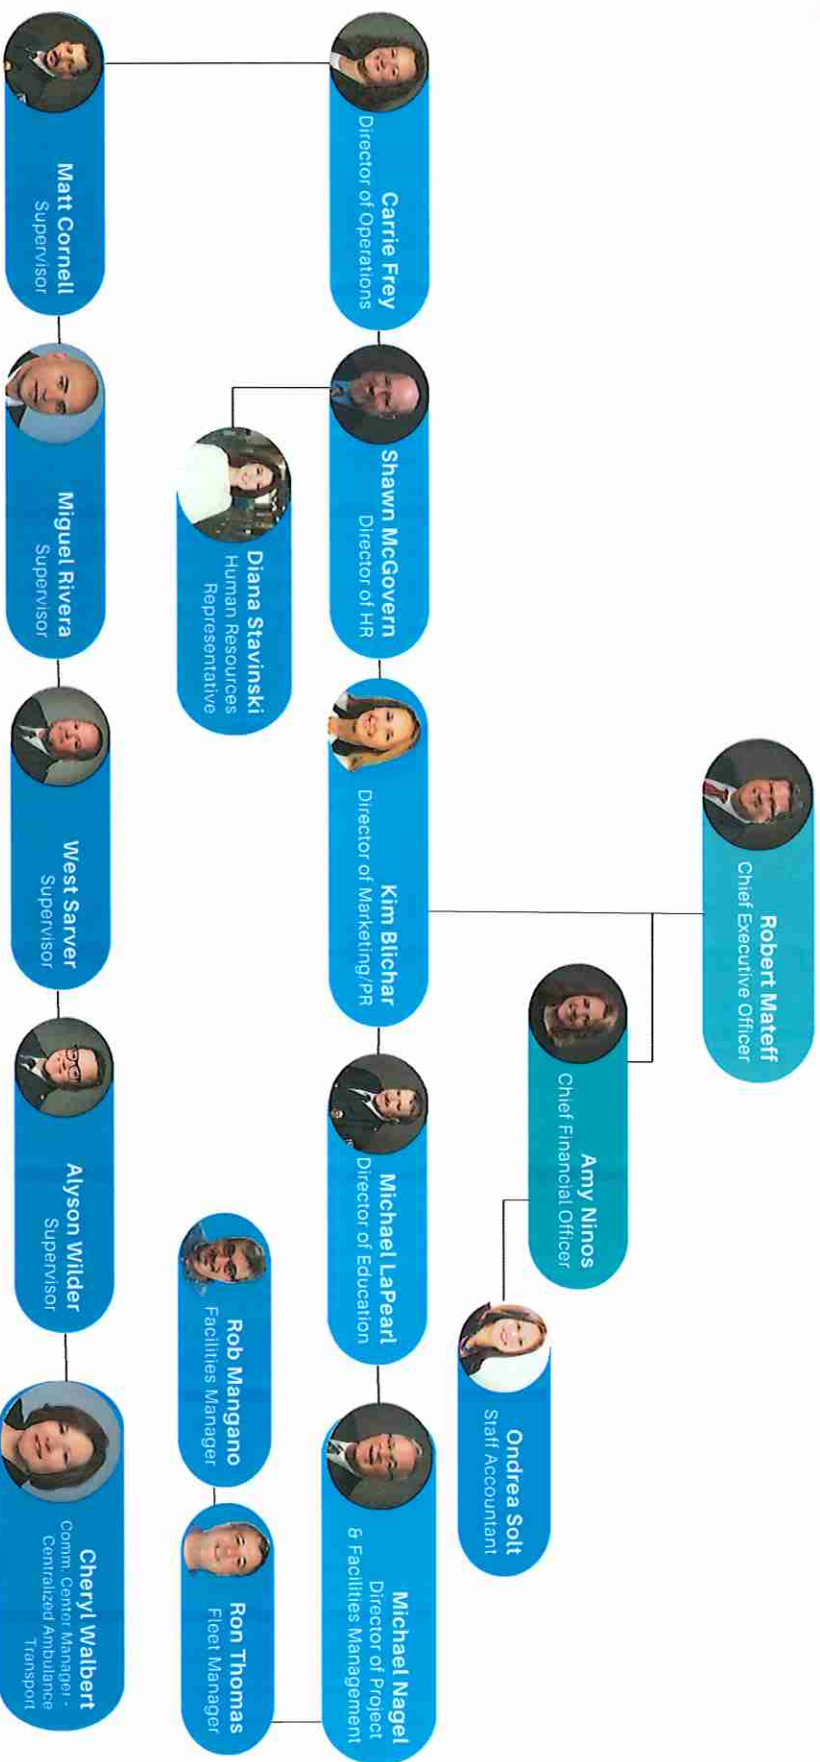 Robert Mateff
Chief Executive Officer
Amy Ninos
Chief Financial Officer
Ondrea Solt
Staff Accountant
Carrie Frey
Director of Operations
Shawn McGovern
Director of HR
Kim Blichar
Director of Marketing/PR
Michael LaPearl
Director of Education
Michael Nagel
Director of Project
& Facilities Management
Diana Stavinski
Human Resources
Representative
Rob Mangano
Facilities Manager
Ron Thomas
Fleet Manager
Matt Cornell
Supervisor
Miguel Rivera
Supervisor
West Sarver
Supervisor
Alyson Wilder
Supervisor
Cheryl Walbert
Comm. Center Manager -
Centralized Ambulance
Transport